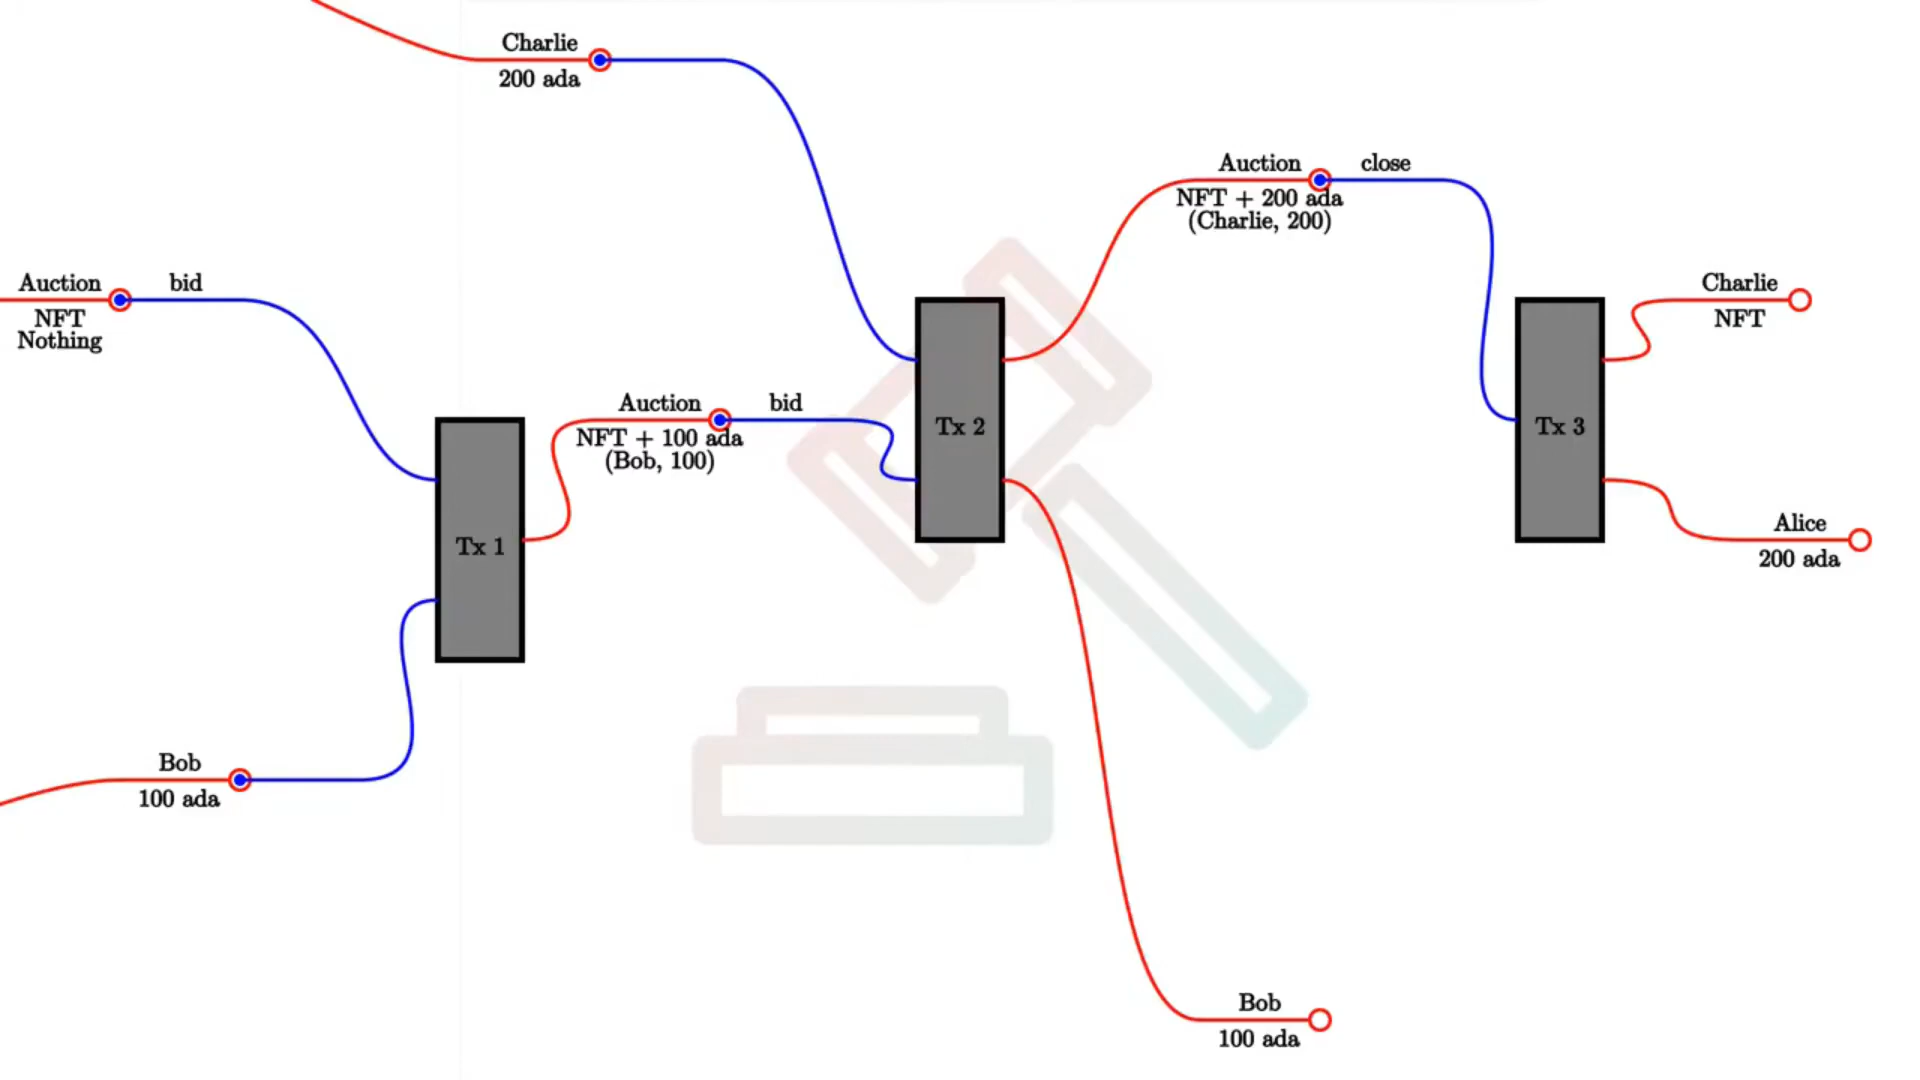 Charlie
200 ada
Auction
close
NFT + 200 ada
(Charlie, 200)
Auction
bid
NFT
Nothing
Charlie
NFT
Auction
bid
NFT + 100 ada
(Bob, 100)
Tx 2
Tx 3
Tx 1
Alice
200 ada
Bob
100 ada
Bob
100 ada